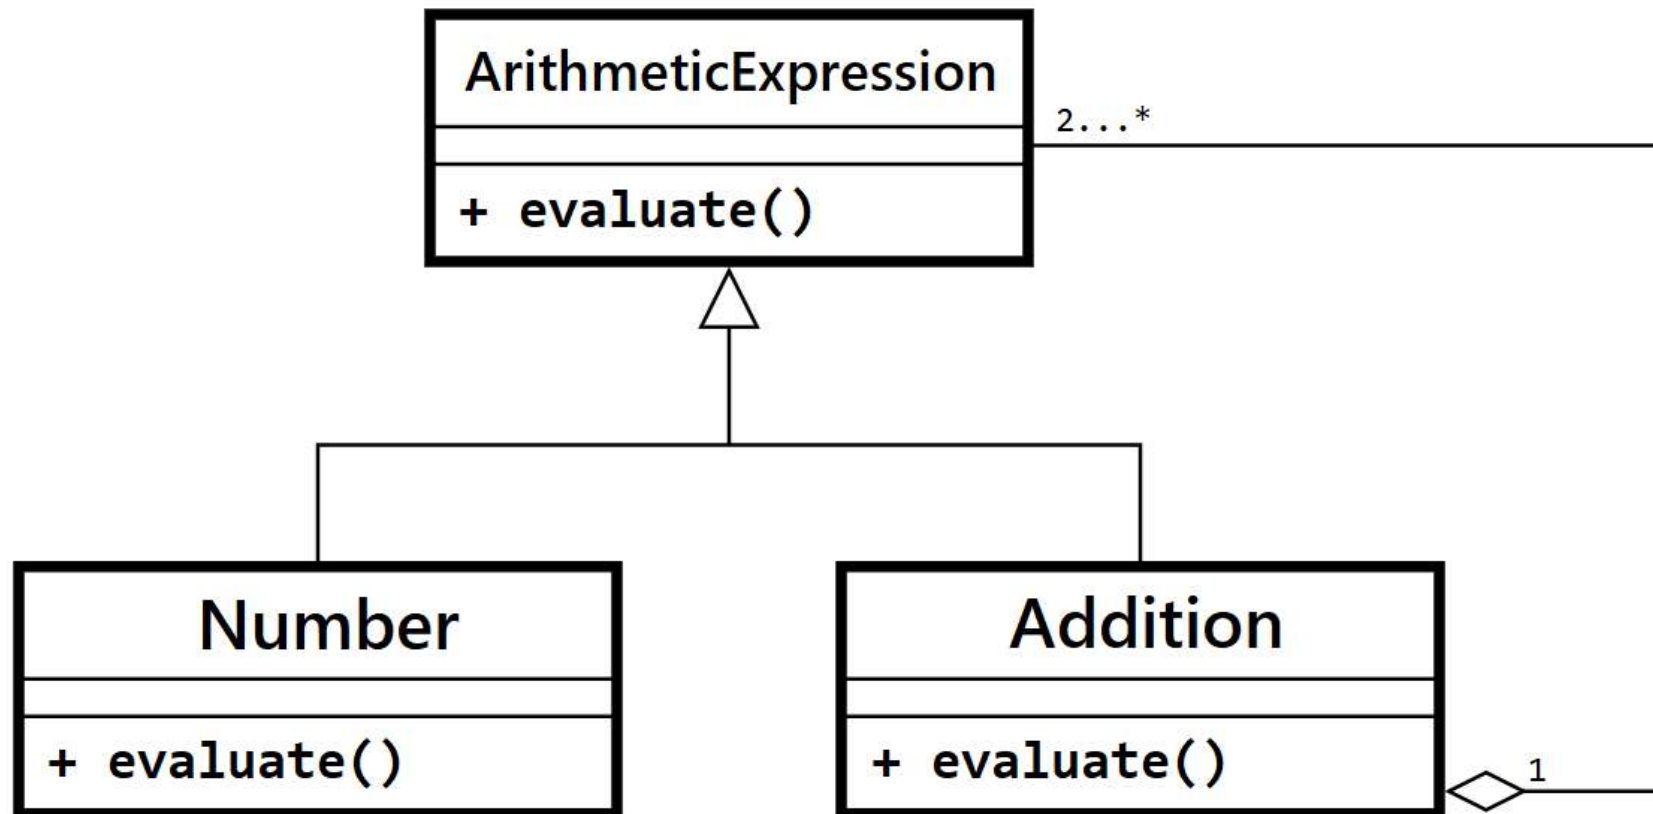 ArithmeticExpression
2...*
+ evaluate()
Number
Addition
+ evaluate()
+ evaluate()
1